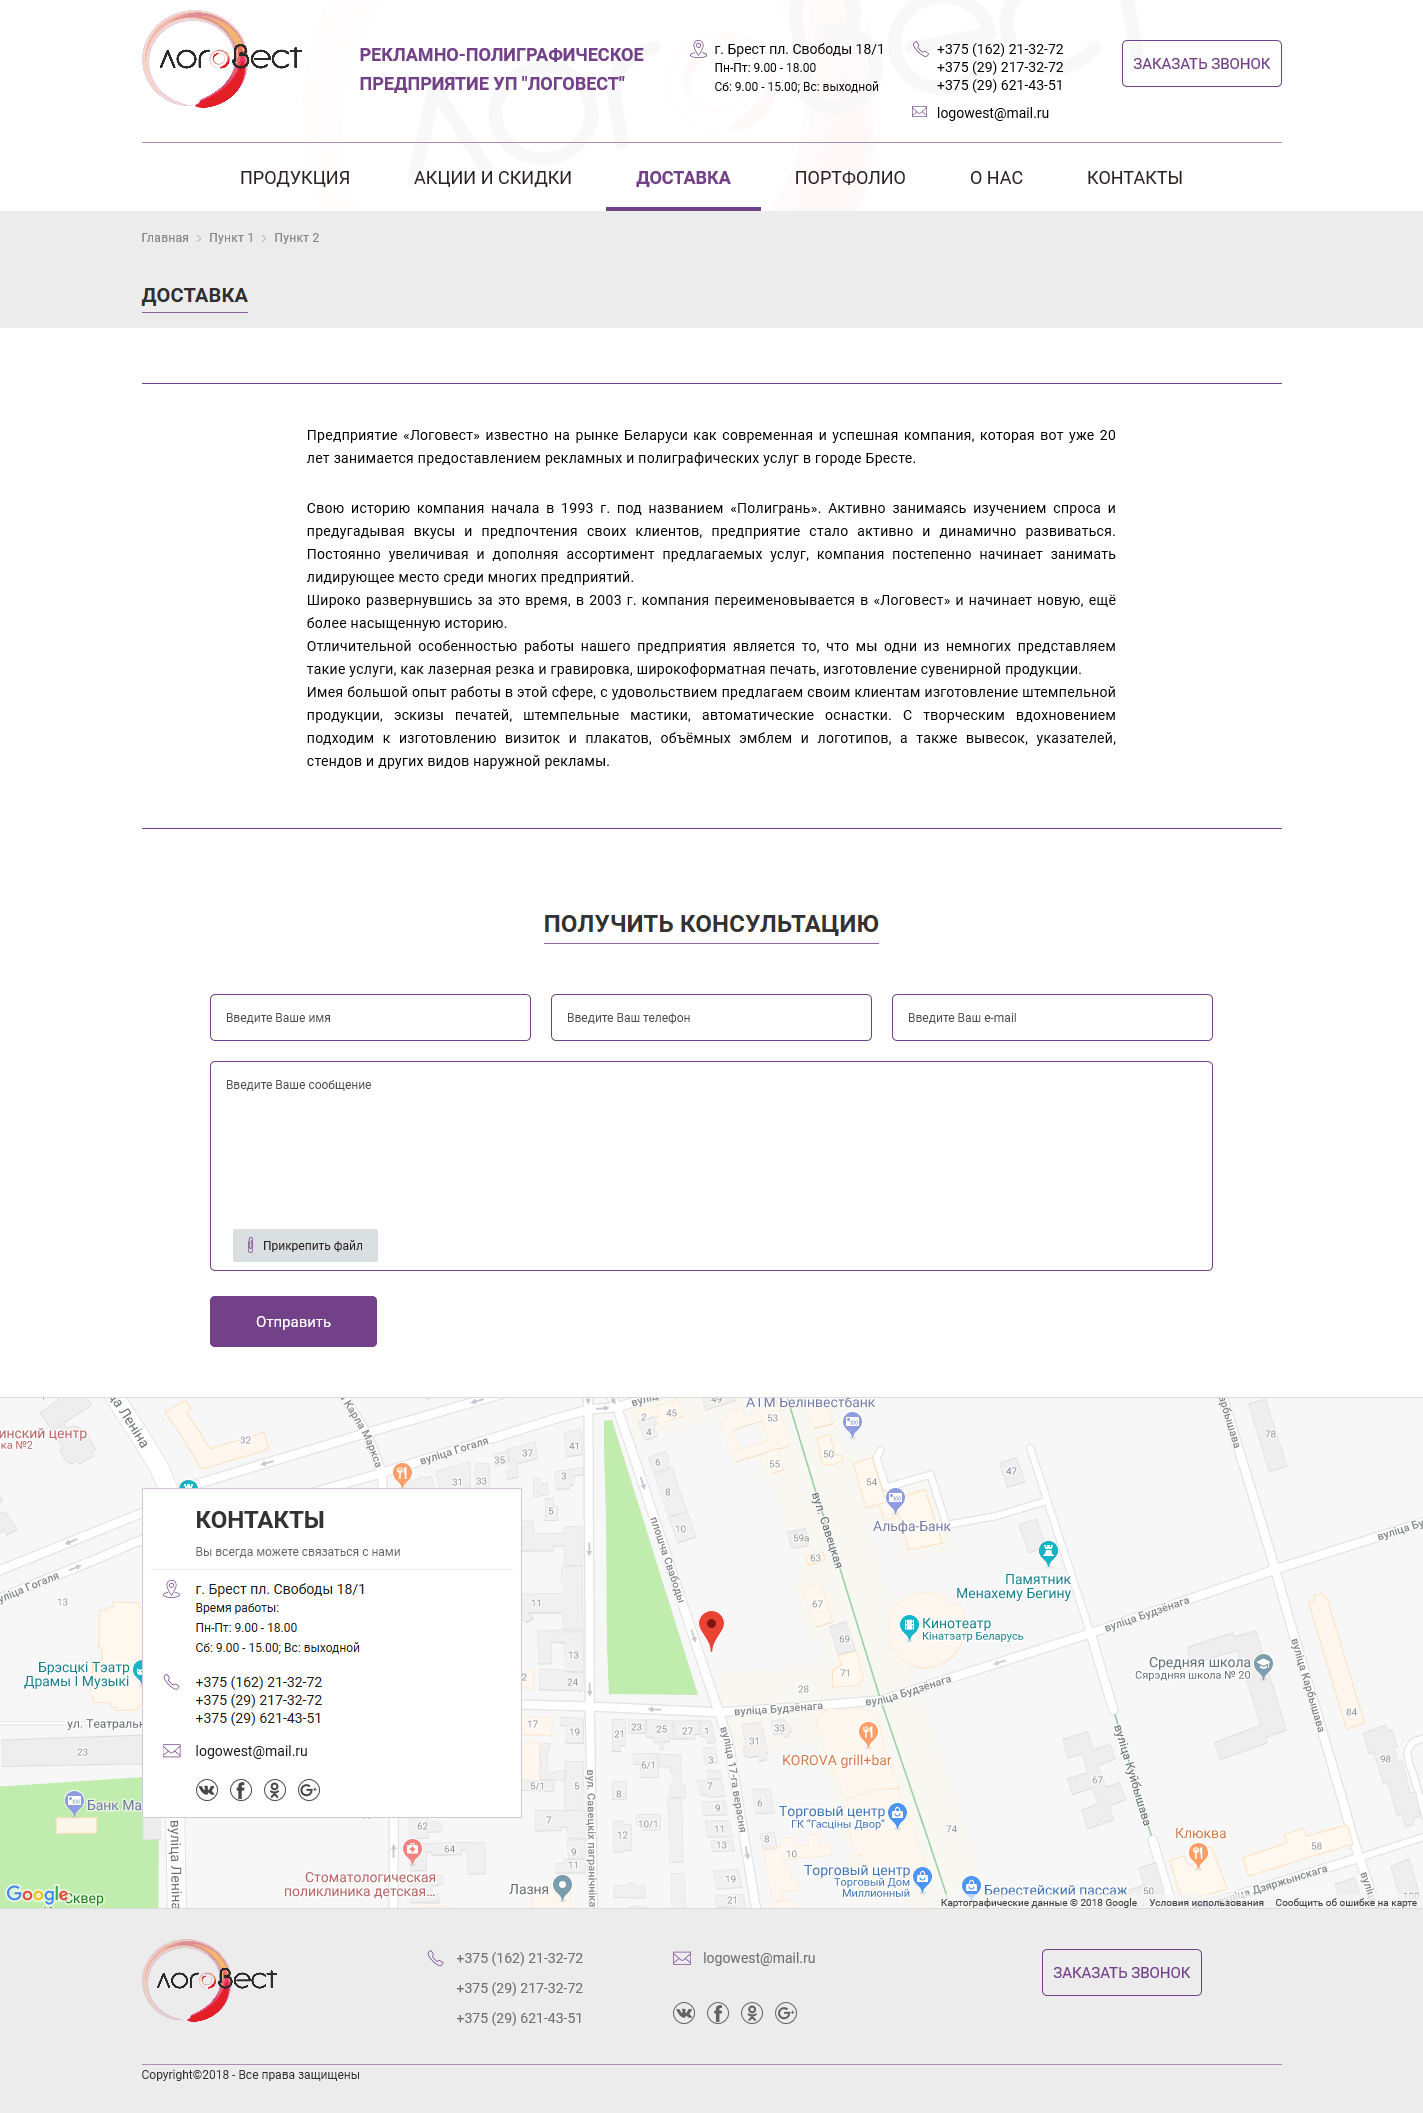 логоВест
РЕКЛАМНО-ПОЛИГРАФИЧЕСКОЕ
ПРЕДПРИЯТИЕ УП "ЛОГОВЕСТ"
г. Брест пл. Свободы 18/1
Пн-Пт: 9.00 - 18.00
Сб: 9.00 - 15.00; Вс: выходной
+375 (162) 21-32-72
+375 (29) 217-32-72
+375 (29) 621-43-51
logowest@mail.ru
ЗАКАЗАТЬ ЗВОНОК
ПРОДУКЦИЯ
АКЦИИ И СКИДКИ
ДОСТАВКА
ПОРТФОЛИО
О НАС
КОНТАКТЫ
Главная > Пункт 1 > Пункт 2
ДОСТАВКА
Предприятие «Логовест» известно на рынке Беларуси как современная и успешная компания, которая вот уже 20
лет занимается предоставлением рекламных и полиграфических услуг в городе Бресте.
Свою историю компания начала в 1993 г. под названием «Полигрань». Активно занимаясь изучением спроса и
предугадывая вкусы и предпочтения своих клиентов, предприятие стало активно и динамично развиваться.
Постоянно увеличивая и дополняя ассортимент предлагаемых услуг, компания постепенно начинает занимать
лидирующее место среди многих предприятий.
Широко развернувшись за это время, в 2003 г. компания переименовывается в «Логовест» и начинает новую, ещё
более насыщенную историю.
Отличительной особенностью работы нашего предприятия является то, что мы одни из немногих представляем
такие услуги, как лазерная резка и гравировка, широкоформатная печать, изготовление сувенирной продукции.
Имея большой опыт работы в этой сфере, с удовольствием предлагаем своим клиентам изготовление штемпельной
продукции, эскизы печатей, штемпельные мастики, автоматические оснастки. С творческим вдохновением
подходим к изготовлению визиток и плакатов, объёмных эмблем и логотипов, а также вывесок, указателей,
стендов и других видов наружной рекламы.
ПОЛУЧИТЬ КОНСУЛЬТАЦИЮ
Введите Ваше имя
Введите Ваш телефон
Введите Ваш e-mail
Введите Ваше сообщение
Прикрепить файл
Отправить
АТМ Белінвестбанк
инский центр
ка №2
вуліца Гогаля
Карла Маркса
ца Леніна
плошча Свабоды
вул. Савецкая
Альфа-Банк
Памятник
Менахему Бегину
Кинотеатр
Кінатэатр Беларусь
вуліца Будзёнага
Средняя школа
Сярэдняя школа № 20
вуліца Карбышава
вуліца Куйбышава
Брэсцкі Тэатр
Драмы І Музыкі
ул. Театральн
Банк Ма
вуліца Леніна
KOROVA grill+bar
вуліца 17-га верасня
вул. Савецкіх пагранічніка
Торговый центр
ГК "Гасціны Двор"
Торговый центр
Торговый Дом
Миллионный
Клюква
Берестейский пассаж
вуліца Дзяржынскага
Стоматологическая
поликлиника детская...
Лазня
Сквер
Google
Картографические данные © 2018 Google
Условия использования
Сообщить об ошибке на карте
КОНТАКТЫ
Вы всегда можете связаться с нами
г. Брест пл. Свободы 18/1
Время работы:
Пн-Пт: 9.00 - 18.00
Сб: 9.00 - 15.00; Вс: выходной
+375 (162) 21-32-72
+375 (29) 217-32-72
+375 (29) 621-43-51
logowest@mail.ru
логоВест
+375 (162) 21-32-72
+375 (29) 217-32-72
+375 (29) 621-43-51
logowest@mail.ru
ЗАКАЗАТЬ ЗВОНОК
Copyright©2018 - Все права защищены